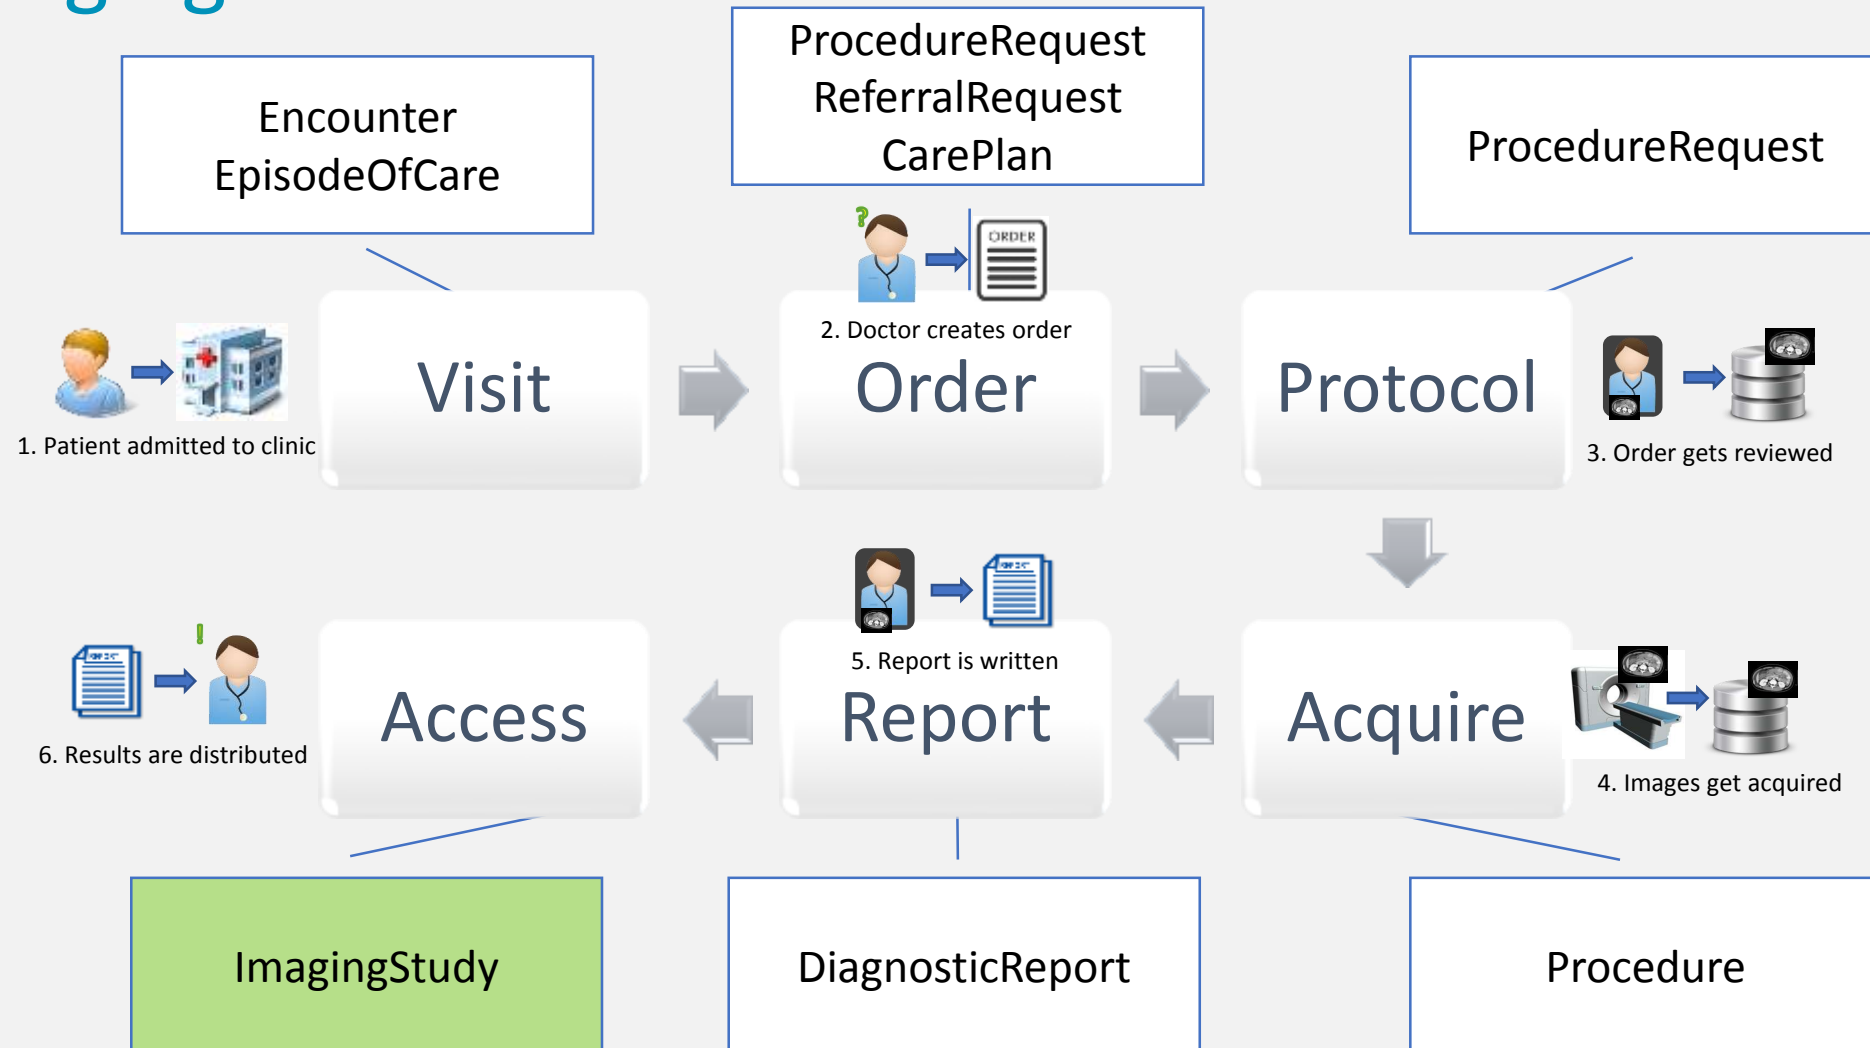 Encounter
EpisodeOfCare
ProcedureRequest
ReferralRequest
CarePlan
ProcedureRequest
ORDER
1. Patient admitted to clinic
Visit
2. Doctor creates order
Order
Protocol
3. Order gets reviewed
6. Results are distributed
Access
5. Report is written
Report
Acquire
4. Images get acquired
ImagingStudy
DiagnosticReport
Procedure